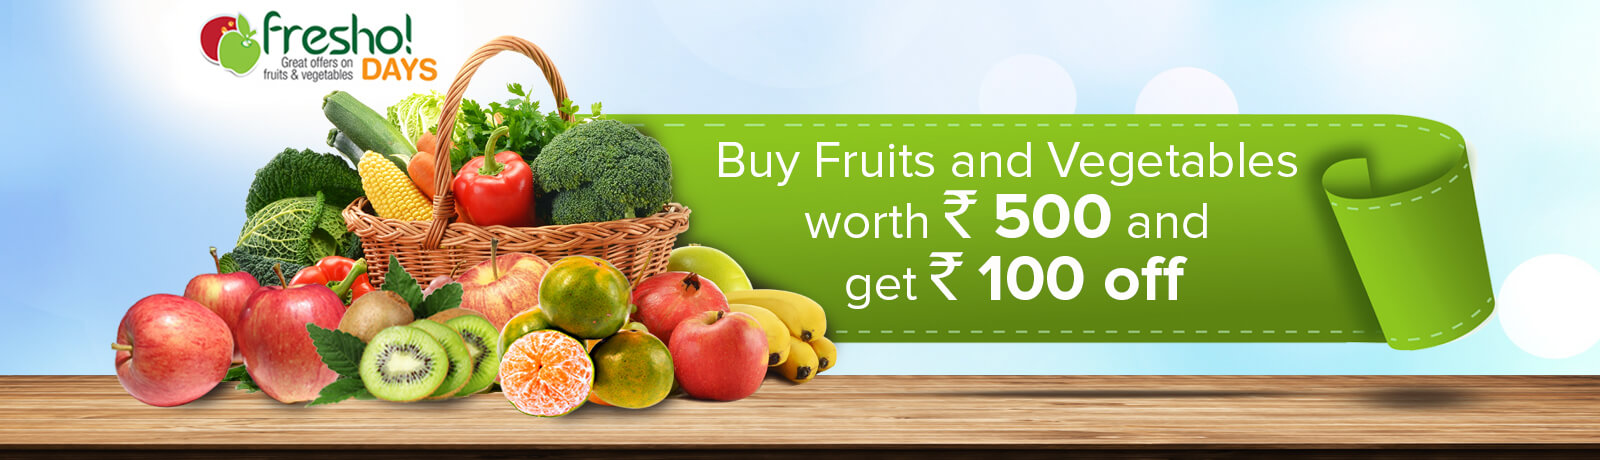 fresho!
Great offers on
fruits & vegetables DAYS
Buy Fruits and Vegetables
worth ₹ 500 and
get ₹ 100 off